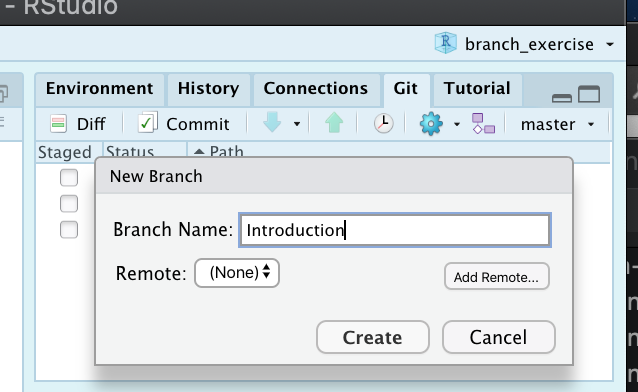 - RStudio
R branch_exercise
Environment History Connections Git Tutorial
Diff Commit master
Staged Status Path
New Branch
Branch Name: Introduction
Remote: (None) Add Remote...
Create Cancel